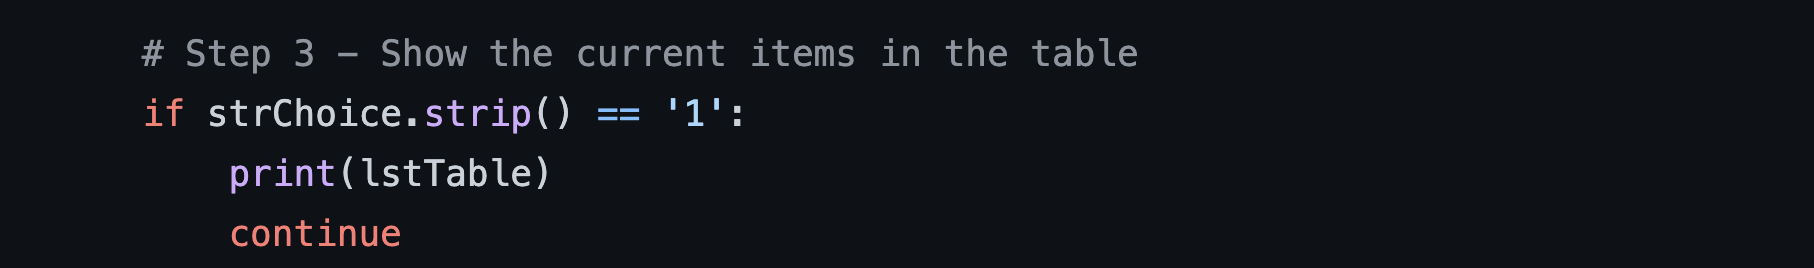 # Step 3 - Show the current items in the table
if strChoice.strip() == '1':
    print(lstTable)
    continue